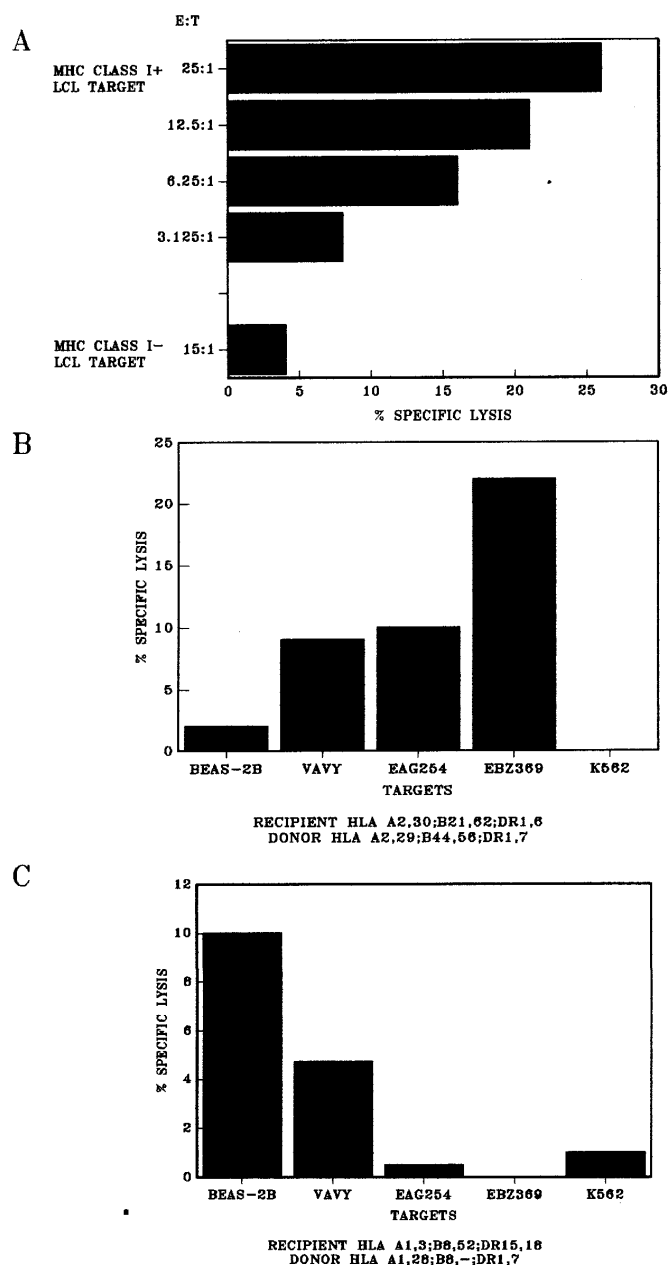 A
E:T
MHC CLASS I+
LCL TARGET
25:1
12.5:1
6.25:1
3.125:1
MHC CLASS I-
LCL TARGET
15:1
0 5 10 15 20 25 30
% SPECIFIC LYSIS
B
25
20
15
10
5
0
% SPECIFIC LYSIS
BEAS-2B VAVY EAG254 EBZ369 K562
TARGETS
RECIPIENT HLA A2,30;B21,62;DR1,6
DONOR HLA A2,29;B44,56;DR1,7
C
12
10
8
6
4
2
0
% SPECIFIC LYSIS
BEAS-2B VAVY EAG254 EBZ369 K562
TARGETS
RECIPIENT HLA A1,3;B8,52;DR15,18
DONOR HLA A1,28;B8,-;DR1,7